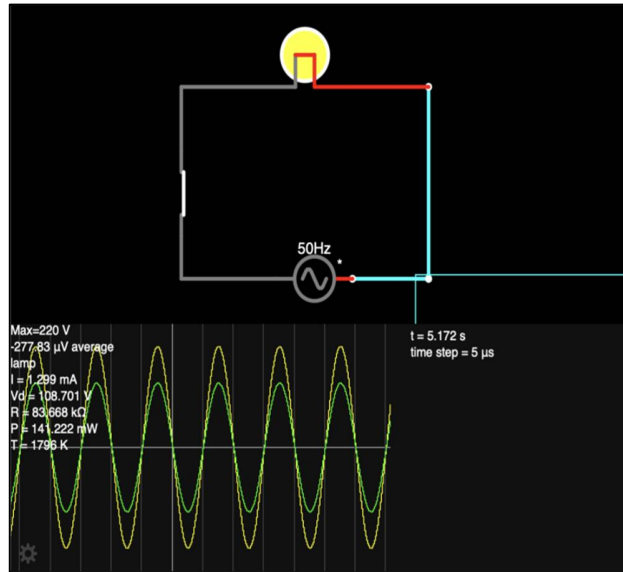 50Hz
*
Max=220 V
-277.83 µV average
lamp
I = 1.299 mA
Vd = 108.701 V
R = 83.668 kΩ
P = 141.222 mW
T = 1796 K
t = 5.172 s
time step = 5 µs